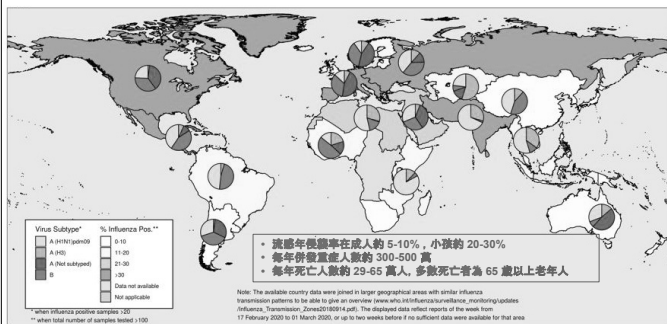 Virus Subtype*
A (H1N1)pdm09
A (H3)
A (Not subtyped)
B
% Influenza Pos.**
0-10
11-20
21-30
>30
Data not available
Not applicable
* when influenza positive samples >20
** when total number of samples tested >100
• 流感年侵襲率在成人約 5-10%，小孩約 20-30%
• 每年併發重症人數約 300-500 萬
• 每年死亡人數約 29-65 萬人, 多數死亡者為 65 歲以上老年人
Note: The available country data were joined in larger geographical areas with similar influenza
transmission patterns to be able to give an overview (www.who.int/influenza/surveillance_monitoring/updates
/Influenza_Transmission_Zones20180914.pdf). The displayed data reflect reports of the week from
17 February 2020 to 01 March 2020, or up to two weeks before if no sufficient data were available for that area